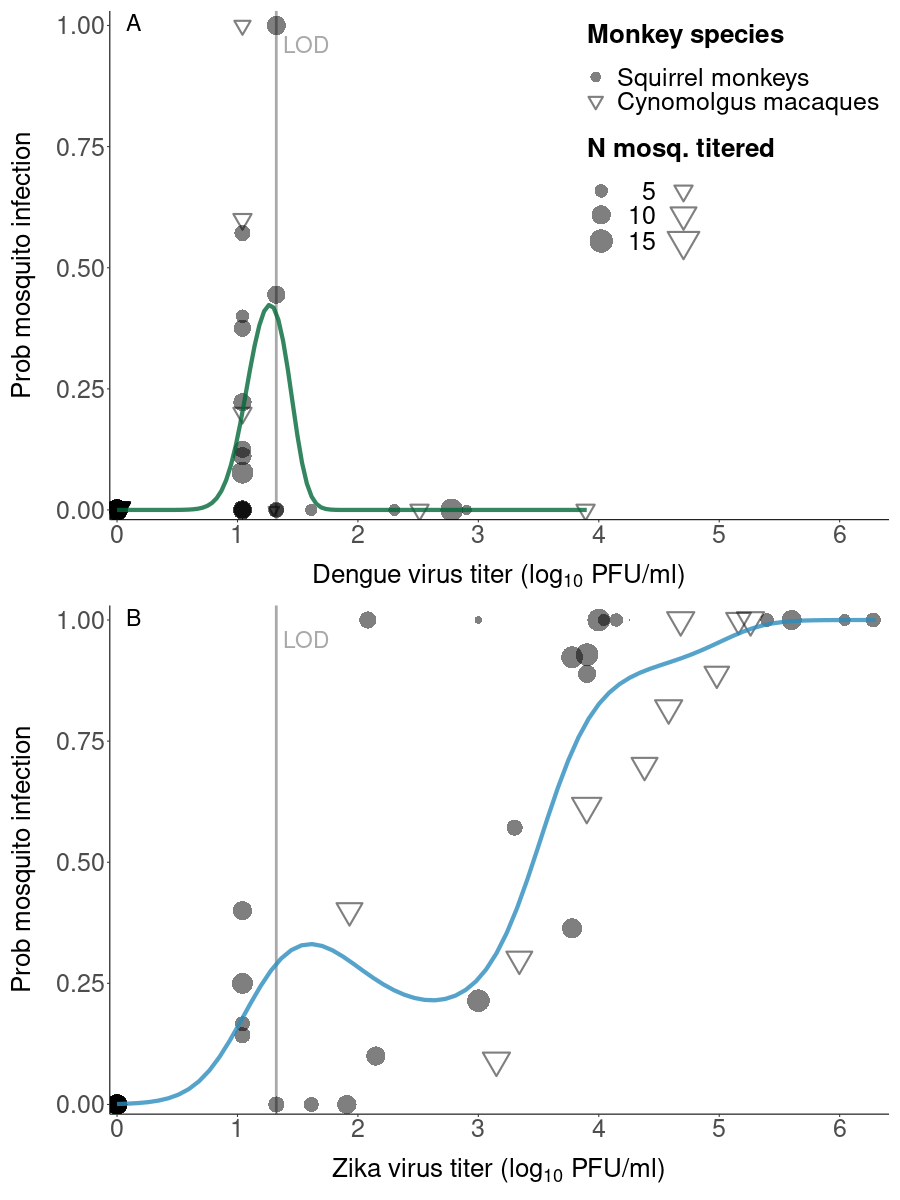 A
LOD
Monkey species
Squirrel monkeys
Cynomolgus macaques
N mosq. titered
5
10
15
Prob mosquito infection
1.00
0.75
0.50
0.25
0.00
0 1 2 3 4 5 6
Dengue virus titer (log10 PFU/ml)
B
LOD
Prob mosquito infection
1.00
0.75
0.50
0.25
0.00
0 1 2 3 4 5 6
Zika virus titer (log10 PFU/ml)